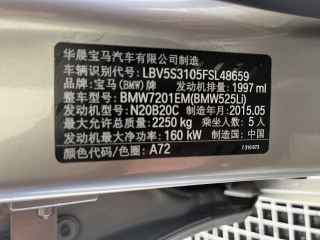 华晨宝马汽车有限公司制造
车辆识别代号:LBV5S3105FSL48659
品牌:宝马(BMW)牌 发动机排量:1997 ml
整车型号:BMW7201EM(BMW525Li)
发动机型号:N20B20C 制造年月:2015.05
最大允许总质量:2250 kg 乘坐人数:5 人
发动机最大净功率:160 kW 制造国:中国
颜色代码/色圈:A72
7 310 673